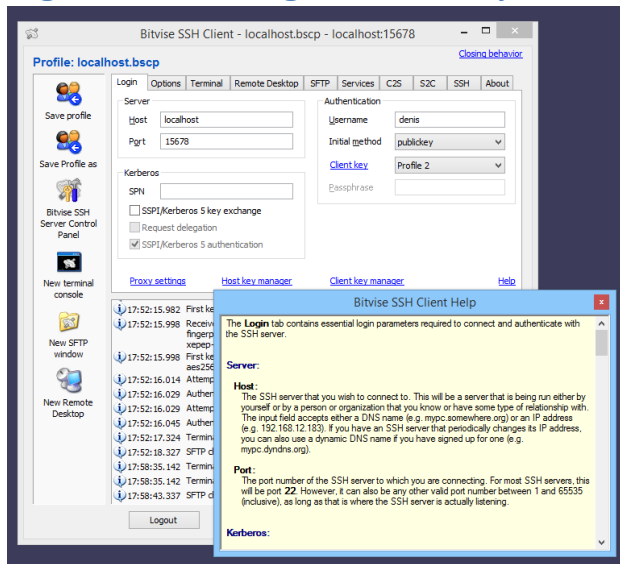 Bitvise SSH Client - localhost.bscp - localhost:15678
Profile: localhost.bscp
Closing behavior
Save profile
Save Profile as
Bitvise SSH
Server Control
Panel
New terminal
console
New SFTP
window
New Remote
Desktop
Login Options Terminal Remote Desktop SFTP Services C2S S2C SSH About
Server
Host localhost
Port 15678
Kerberos
SPN
SSPI/Kerberos 5 key exchange
Request delegation
SSPI/Kerberos 5 authentication
Authentication
Username denis
Initial method publickey
Client key Profile 2
Passphrase
Proxy settings Host key manager Client key manager Help
17:52:15.982 First ke
17:52:15.998 Receive
fingerp
xepep-
17:52:15.998 First ke
aes256
17:52:16.014 Attemp
17:52:16.029 Authen
17:52:16.029 Attemp
17:52:16.045 Authen
17:52:17.324 Termin
17:52:18.327 SFTP c
17:58:35.142 Termin
17:58:35.142 Termin
17:58:43.337 SFTP c
Logout
Bitvise SSH Client Help
The Login tab contains essential login parameters required to connect and authenticate with
the SSH server.
Server:
Host:
The SSH server that you wish to connect to. This will be a server that is being run either by
yourself or by a person or organization that you know or have some type of relationship with.
The input field accepts either a DNS name (e.g. mypc.somewhere.org) or an IP address
(e.g. 192.168.12.183). If you have an SSH server that periodically changes its IP address,
you can also use a dynamic DNS name if you have signed up for one (e.g.
mypc.dyndns.org).
Port:
The port number of the SSH server to which you are connecting. For most SSH servers, this
will be port 22. However, it can also be any other valid port number between 1 and 65535
(inclusive), as long as that is where the SSH server is actually listening.
Kerberos: